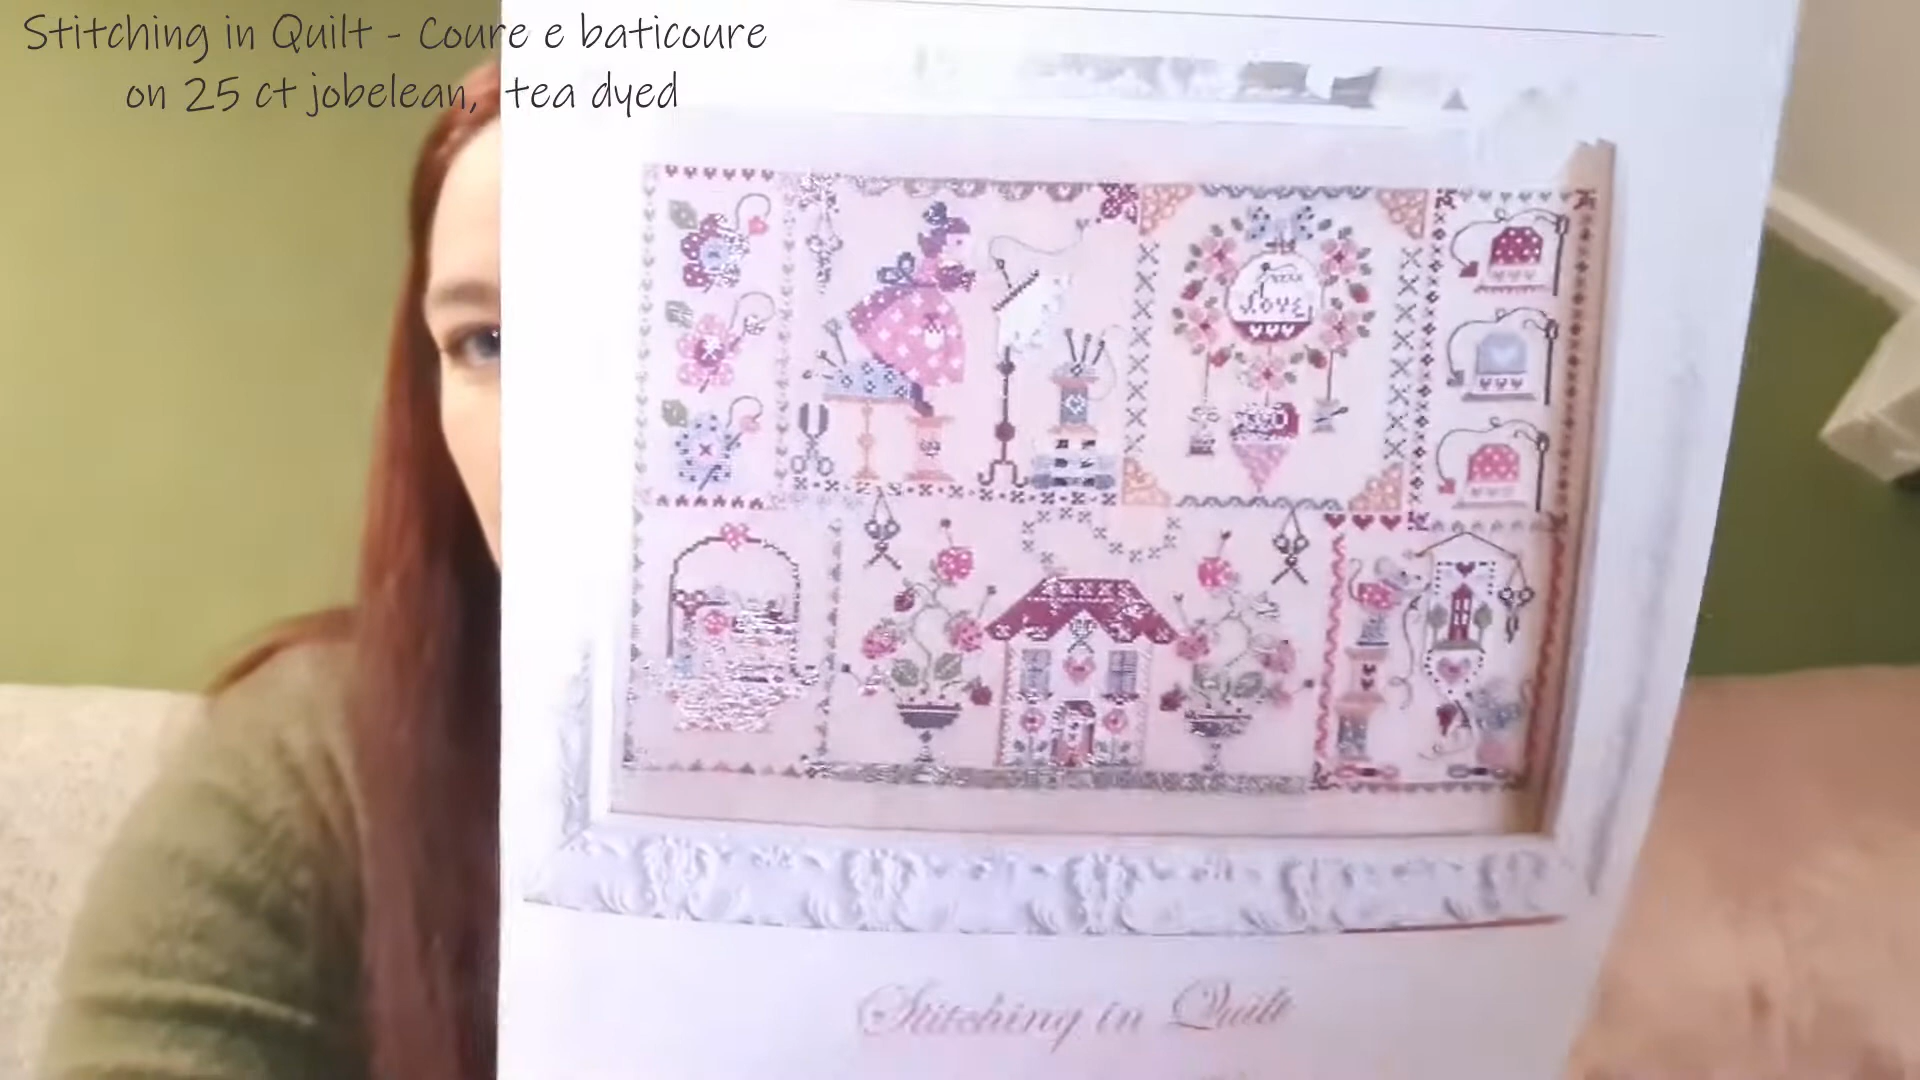 Stitching in Quilt - Coure e baticoure
on 25 ct jobelean, tea dyed
love
Stitching in Quilt